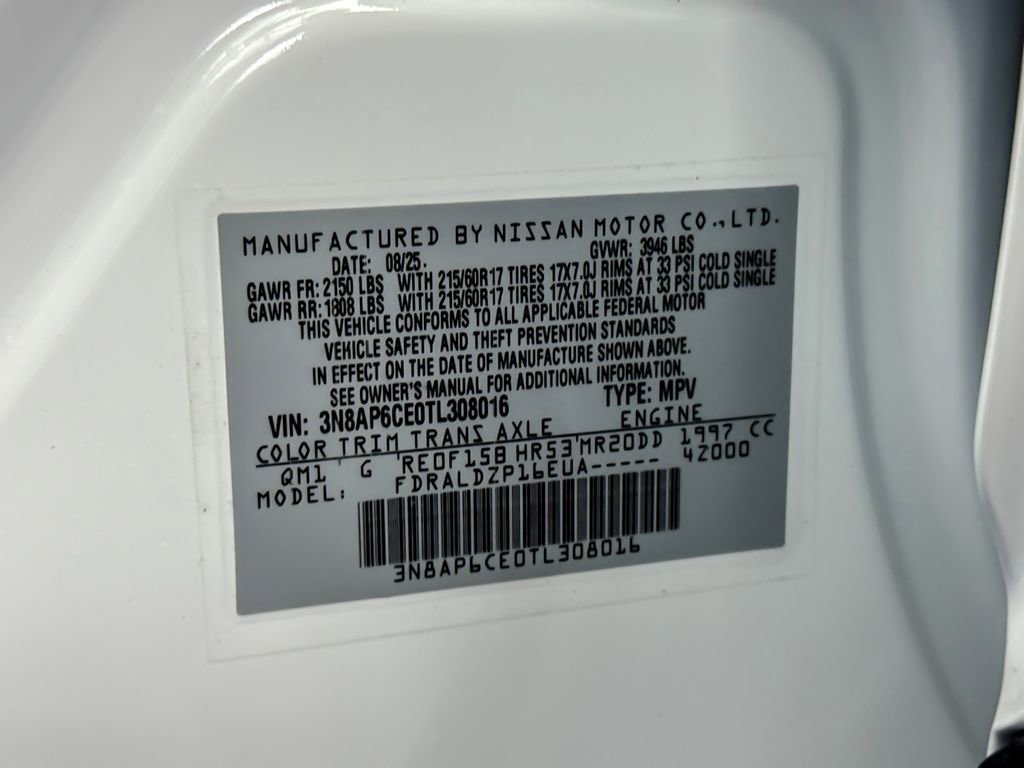 MANUFACTURED BY NISSAN MOTOR CO.,LTD.
DATE: 08/25. GVWR: 3946 LBS
GAWR FR: 2150 LBS WITH 215/60R17 TIRES 17X7.0J RIMS AT 33 PSI COLD SINGLE
GAWR RR: 1808 LBS WITH 215/60R17 TIRES 17X7.0J RIMS AT 33 PSI COLD SINGLE
THIS VEHICLE CONFORMS TO ALL APPLICABLE FEDERAL MOTOR
VEHICLE SAFETY AND THEFT PREVENTION STANDARDS
IN EFFECT ON THE DATE OF MANUFACTURE SHOWN ABOVE.
SEE OWNER'S MANUAL FOR ADDITIONAL INFORMATION.
VIN: 3N8AP6CE0TL308016 TYPE: MPV
COLOR TRIM TRANS AXLE ENGINE
QM1 ' G RE0F15B HR53'MR20DD 1997 CC
MODEL: FDRALDZP16EUA----- 42000
3N8AP6CE0TL308016